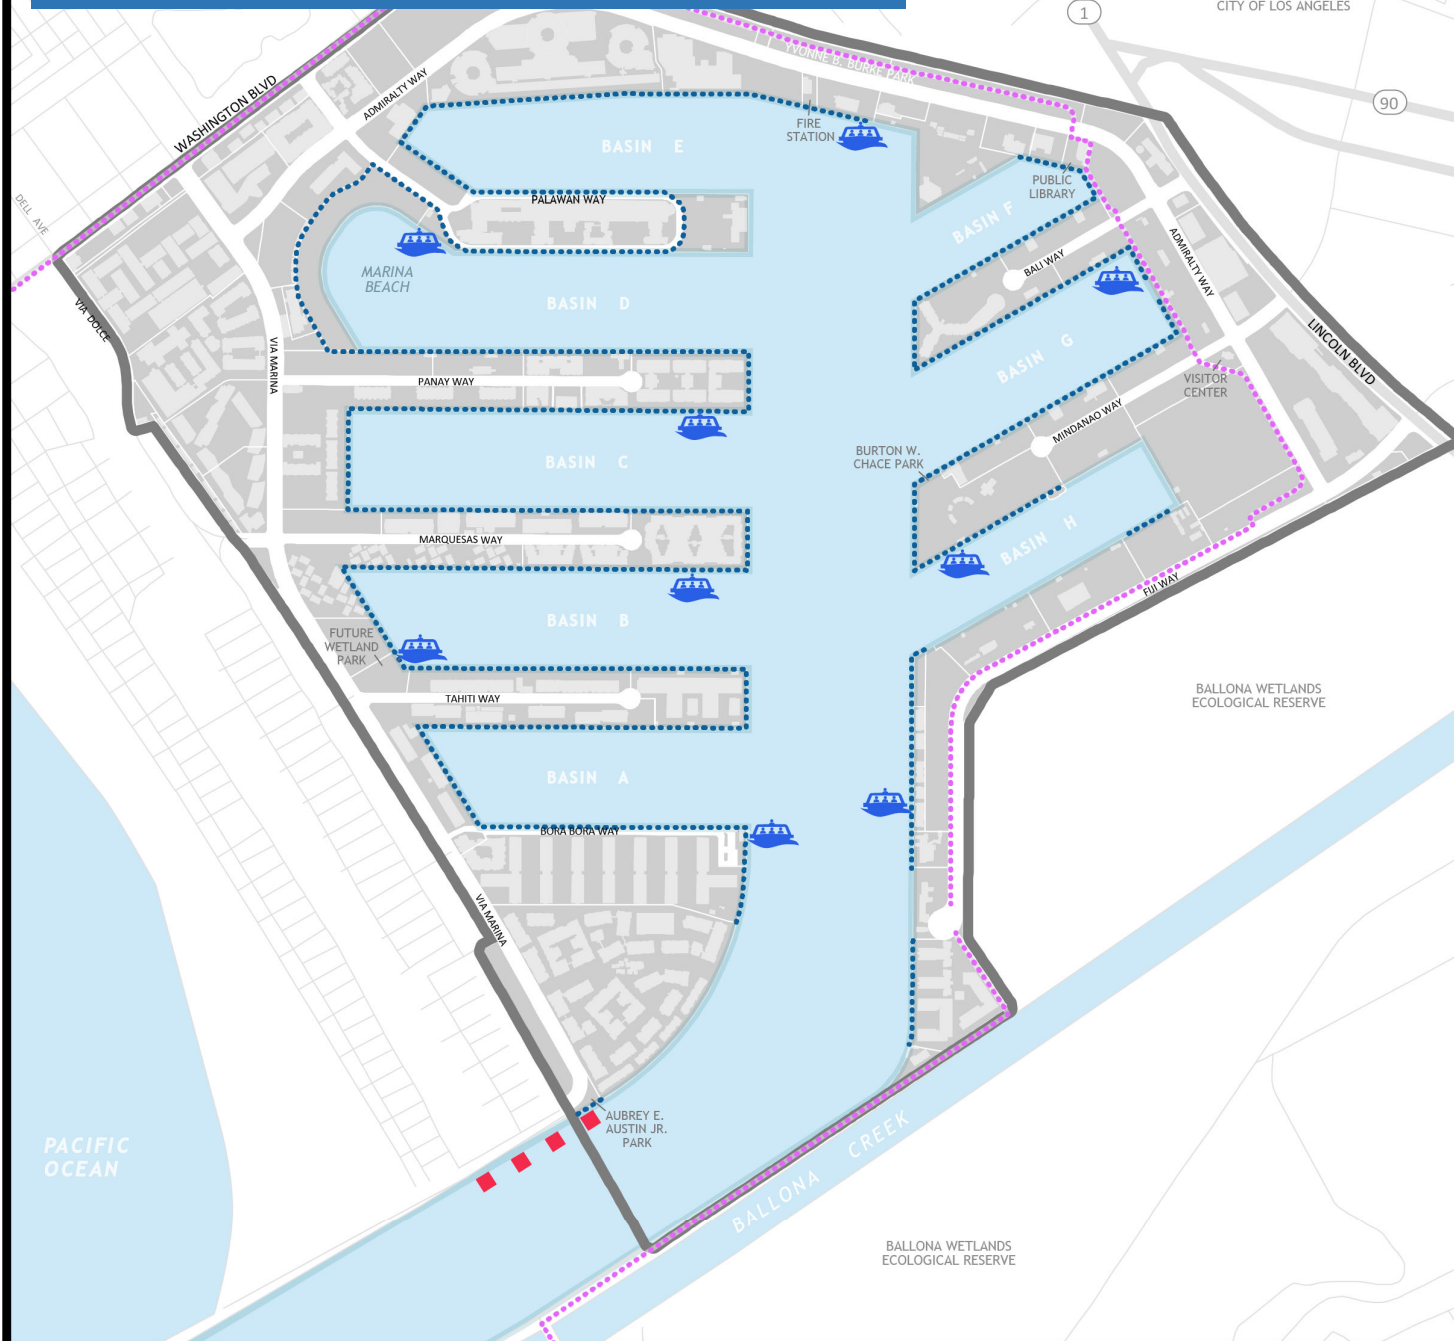 CITY OF LOS ANGELES
1
YVONNE B. BURKE PARK
WASHINGTON BLVD
ADMIRALTY WAY
90
FIRE
STATION
BASIN E
PUBLIC
LIBRARY
DELL AVE
PALAWAN WAY
BASIN F
ADMIRALTY WAY
BALI WAY
MARINA
BEACH
BASIN D
VIA DOLCE
LINCOLN BLVD
VIA MARINA
BASIN G
PANAY WAY
VISITOR
CENTER
MINDANAO WAY
BURTON W.
CHACE PARK
BASIN C
MARQUESAS WAY
BASIN H
FUJI WAY
BASIN B
FUTURE
WETLAND
PARK
TAHITI WAY
BALLONA WETLANDS
ECOLOGICAL RESERVE
BASIN A
BORA BORA WAY
VIA MARINA
AUBREY E.
AUSTIN JR.
PARK
PACIFIC
OCEAN
BALLONA CREEK
BALLONA WETLANDS
ECOLOGICAL RESERVE